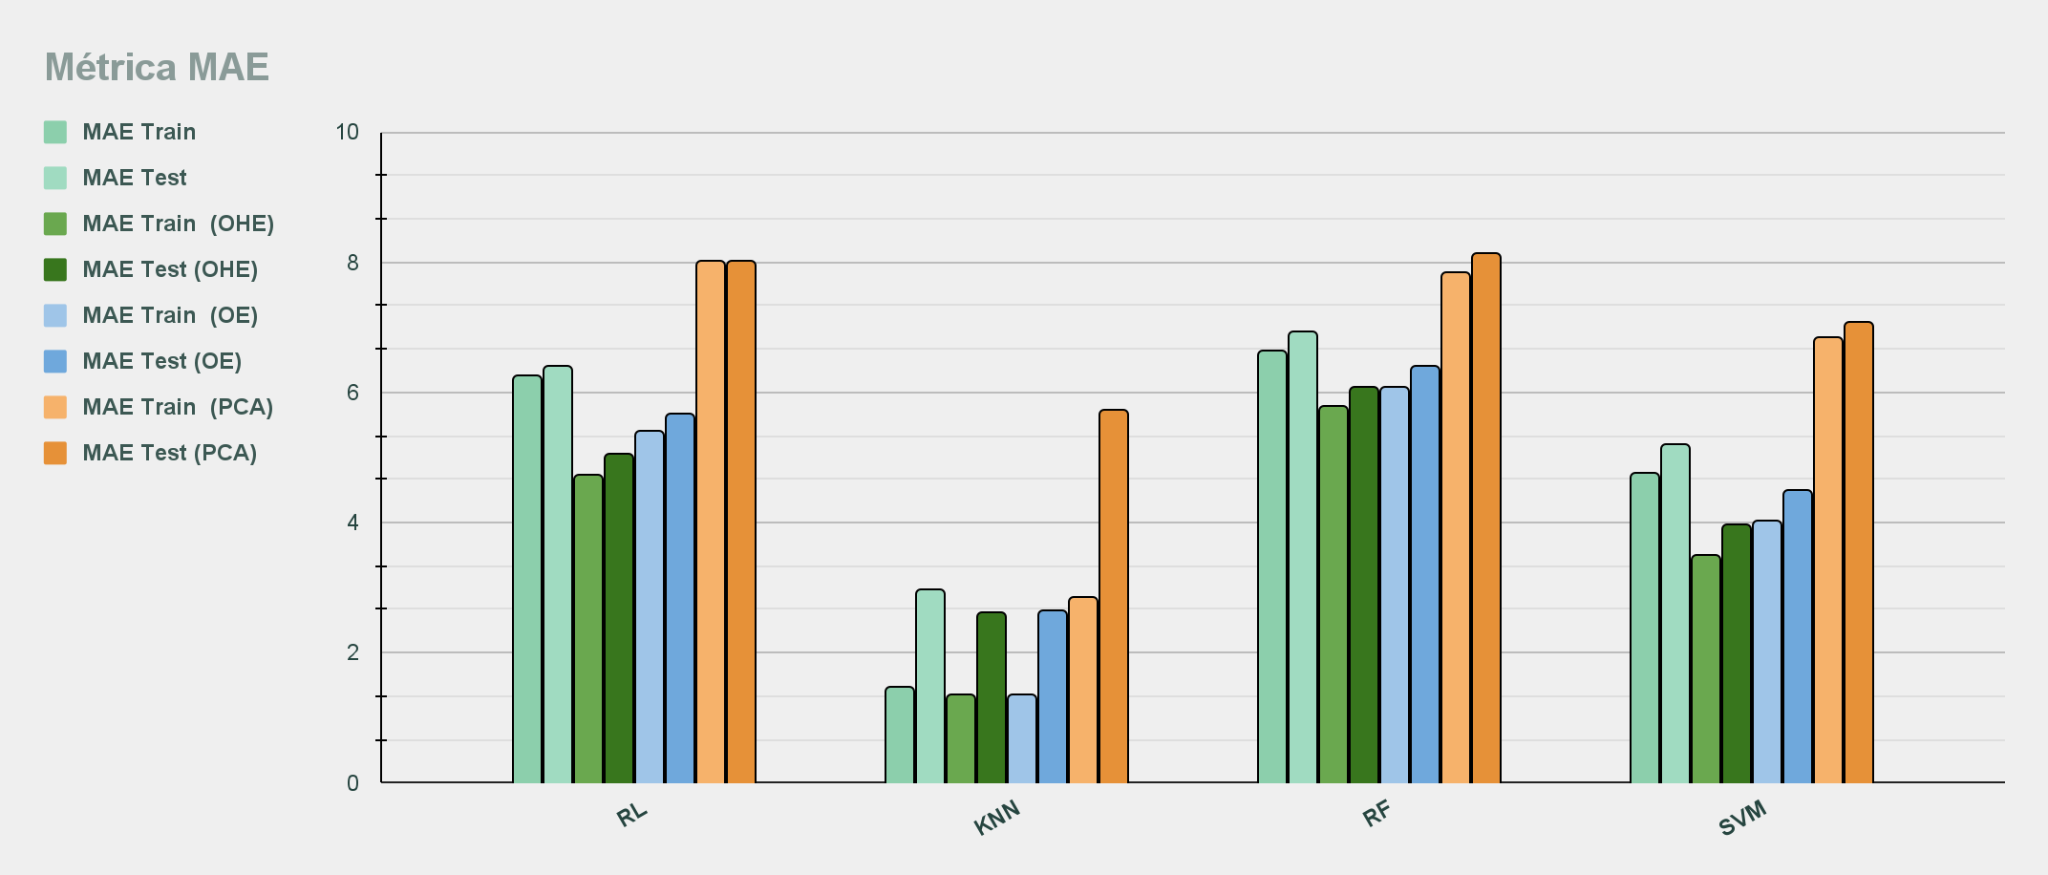 Métrica MAE
MAE Train
MAE Test
MAE Train  (OHE)
MAE Test (OHE)
MAE Train  (OE)
MAE Test (OE)
MAE Train  (PCA)
MAE Test (PCA)
10
8
6
4
2
0
RL
KNN
RF
SVM